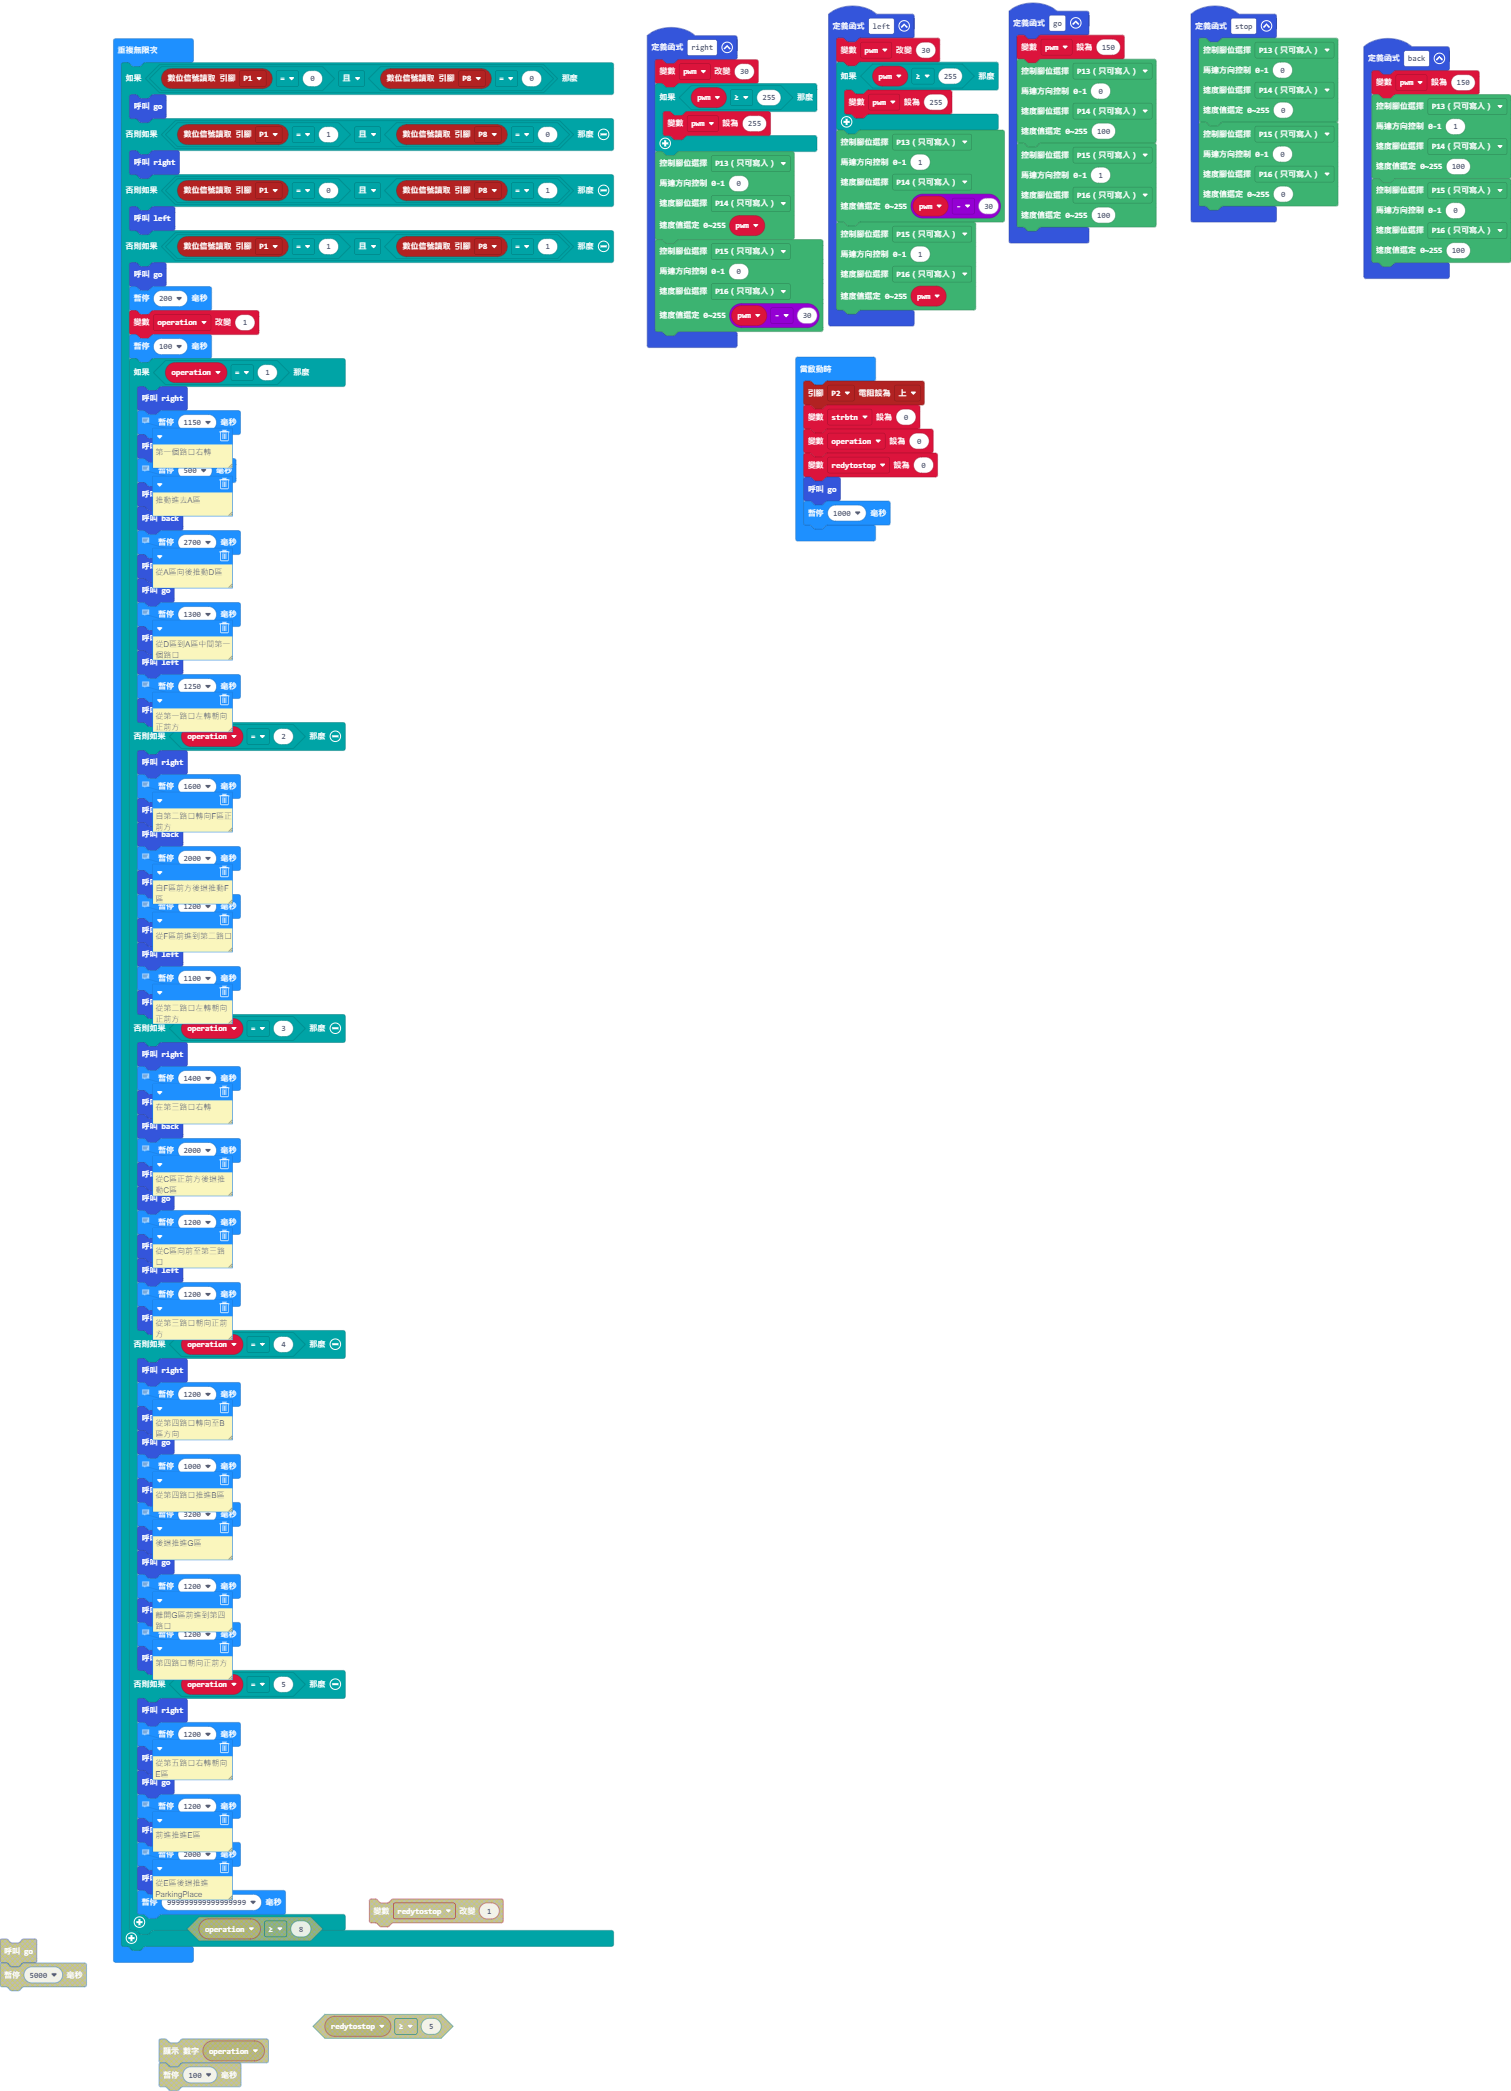 重複無限次
如果 數位信號讀取 引腳 P1 = 0 且 數位信號讀取 引腳 P8 = 0 那麼
呼叫 go
否則如果 數位信號讀取 引腳 P1 = 1 且 數位信號讀取 引腳 P8 = 0 那麼
呼叫 right
否則如果 數位信號讀取 引腳 P1 = 0 且 數位信號讀取 引腳 P8 = 1 那麼
呼叫 left
否則如果 數位信號讀取 引腳 P1 = 1 且 數位信號讀取 引腳 P8 = 1 那麼
呼叫 go
暫停 200 毫秒
變數 operation 改變 1
暫停 100 毫秒
如果 operation = 1 那麼
呼叫 right
暫停 1150 毫秒
第一個路口右轉
暫停 500 毫秒
推動進去A區
呼叫 back
暫停 2700 毫秒
從A區向後推動D區
呼叫 go
暫停 1300 毫秒
從D區到A區中間第一
個路口
呼叫 left
暫停 1250 毫秒
從第一路口左轉朝向
正前方
否則如果 operation = 2 那麼
呼叫 right
暫停 1600 毫秒
自第二路口轉向F區正
前方
呼叫 back
暫停 2000 毫秒
自F區前方後退推動F
區
暫停 1200 毫秒
從F區前進到第二路口
呼叫 left
暫停 1100 毫秒
從第二路口左轉朝向
正前方
否則如果 operation = 3 那麼
呼叫 right
暫停 1400 毫秒
在第三路口右轉
呼叫 back
暫停 2000 毫秒
從C區正前方後退推
動C區
呼叫 go
暫停 1200 毫秒
從C區向前至第三路
口
呼叫 left
暫停 1200 毫秒
從第三路口朝向正前
方
否則如果 operation = 4 那麼
呼叫 right
暫停 1200 毫秒
從第四路口轉向至B
區方向
呼叫 go
暫停 1000 毫秒
從第四路口推進B區
暫停 3200 毫秒
後退推進G區
呼叫 go
暫停 1200 毫秒
離開G區前進到第四
路口
暫停 1200 毫秒
第四路口朝向正前方
否則如果 operation = 5 那麼
呼叫 right
暫停 1200 毫秒
從第五路口右轉朝向
E區
呼叫 go
暫停 1200 毫秒
前進推進E區
暫停 2000 毫秒
從E區後退推進
ParkingPlace
毫秒
operation ≥ 8
變數 redytostop 改變 1
呼叫 go
暫停 5000 毫秒
redytostop ≥ 5
顯示 數字 operation
暫停 100 毫秒
定義函式 right
變數 pwm 改變 30
如果 pwm ≥ 255 那麼
變數 pwm 設為 255
控制腳位選擇 P13 ( 只可寫入 )
馬達方向控制 0-1 0
速度腳位選擇 P14 ( 只可寫入 )
速度值選定 0~255 pwm
控制腳位選擇 P15 ( 只可寫入 )
馬達方向控制 0-1 0
速度腳位選擇 P16 ( 只可寫入 )
速度值選定 0~255 pwm - 30
定義函式 left
變數 pwm 改變 30
如果 pwm ≥ 255 那麼
變數 pwm 設為 255
控制腳位選擇 P13 ( 只可寫入 )
馬達方向控制 0-1 1
速度腳位選擇 P14 ( 只可寫入 )
速度值選定 0~255 pwm - 30
控制腳位選擇 P15 ( 只可寫入 )
馬達方向控制 0-1 1
速度腳位選擇 P16 ( 只可寫入 )
速度值選定 0~255 pwm
定義函式 go
變數 pwm 設為 150
控制腳位選擇 P13 ( 只可寫入 )
馬達方向控制 0-1 0
速度腳位選擇 P14 ( 只可寫入 )
速度值選定 0~255 100
控制腳位選擇 P15 ( 只可寫入 )
馬達方向控制 0-1 1
速度腳位選擇 P16 ( 只可寫入 )
速度值選定 0~255 100
定義函式 stop
控制腳位選擇 P13 ( 只可寫入 )
馬達方向控制 0-1 0
速度腳位選擇 P14 ( 只可寫入 )
速度值選定 0~255 0
控制腳位選擇 P15 ( 只可寫入 )
馬達方向控制 0-1 0
速度腳位選擇 P16 ( 只可寫入 )
速度值選定 0~255 0
定義函式 back
變數 pwm 設為 150
控制腳位選擇 P13 ( 只可寫入 )
馬達方向控制 0-1 1
速度腳位選擇 P14 ( 只可寫入 )
速度值選定 0~255 100
控制腳位選擇 P15 ( 只可寫入 )
馬達方向控制 0-1 0
速度腳位選擇 P16 ( 只可寫入 )
速度值選定 0~255 100
當啟動時
引腳 P2 電阻設為 上
變數 strbtn 設為 0
變數 operation 設為 0
變數 redytostop 設為 0
呼叫 go
暫停 1000 毫秒